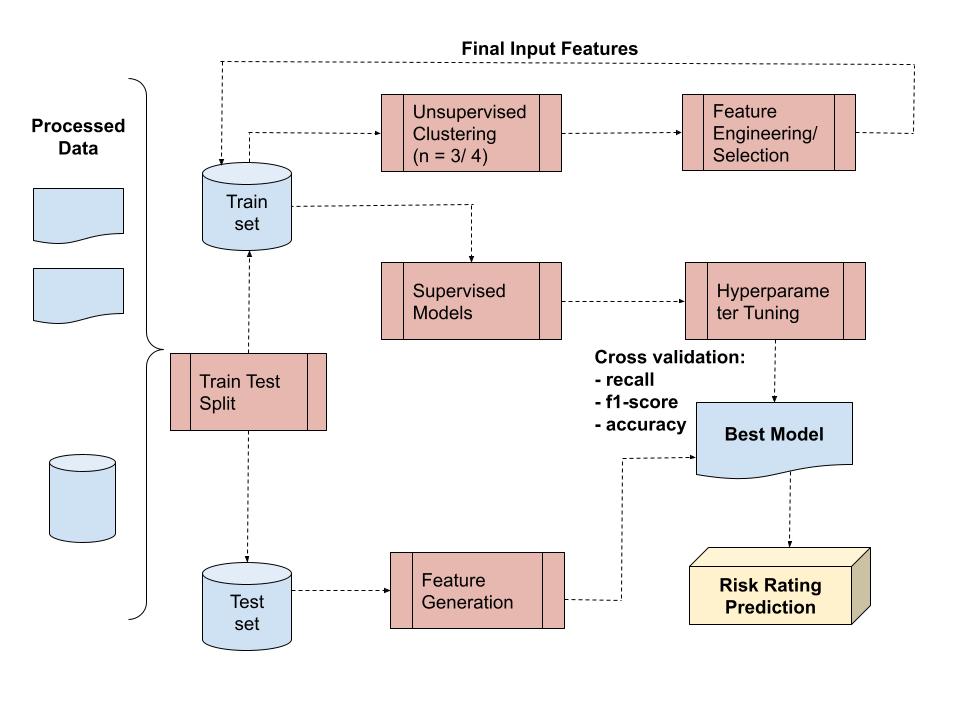 Final Input Features
Processed
Data
Unsupervised
Clustering
(n = 3/ 4)
Feature
Engineering/
Selection
Train
set
Supervised
Models
Hyperparame
ter Tuning
Cross validation:
- recall
- f1-score
- accuracy
Train Test
Split
Best Model
Test
set
Feature
Generation
Risk Rating
Prediction